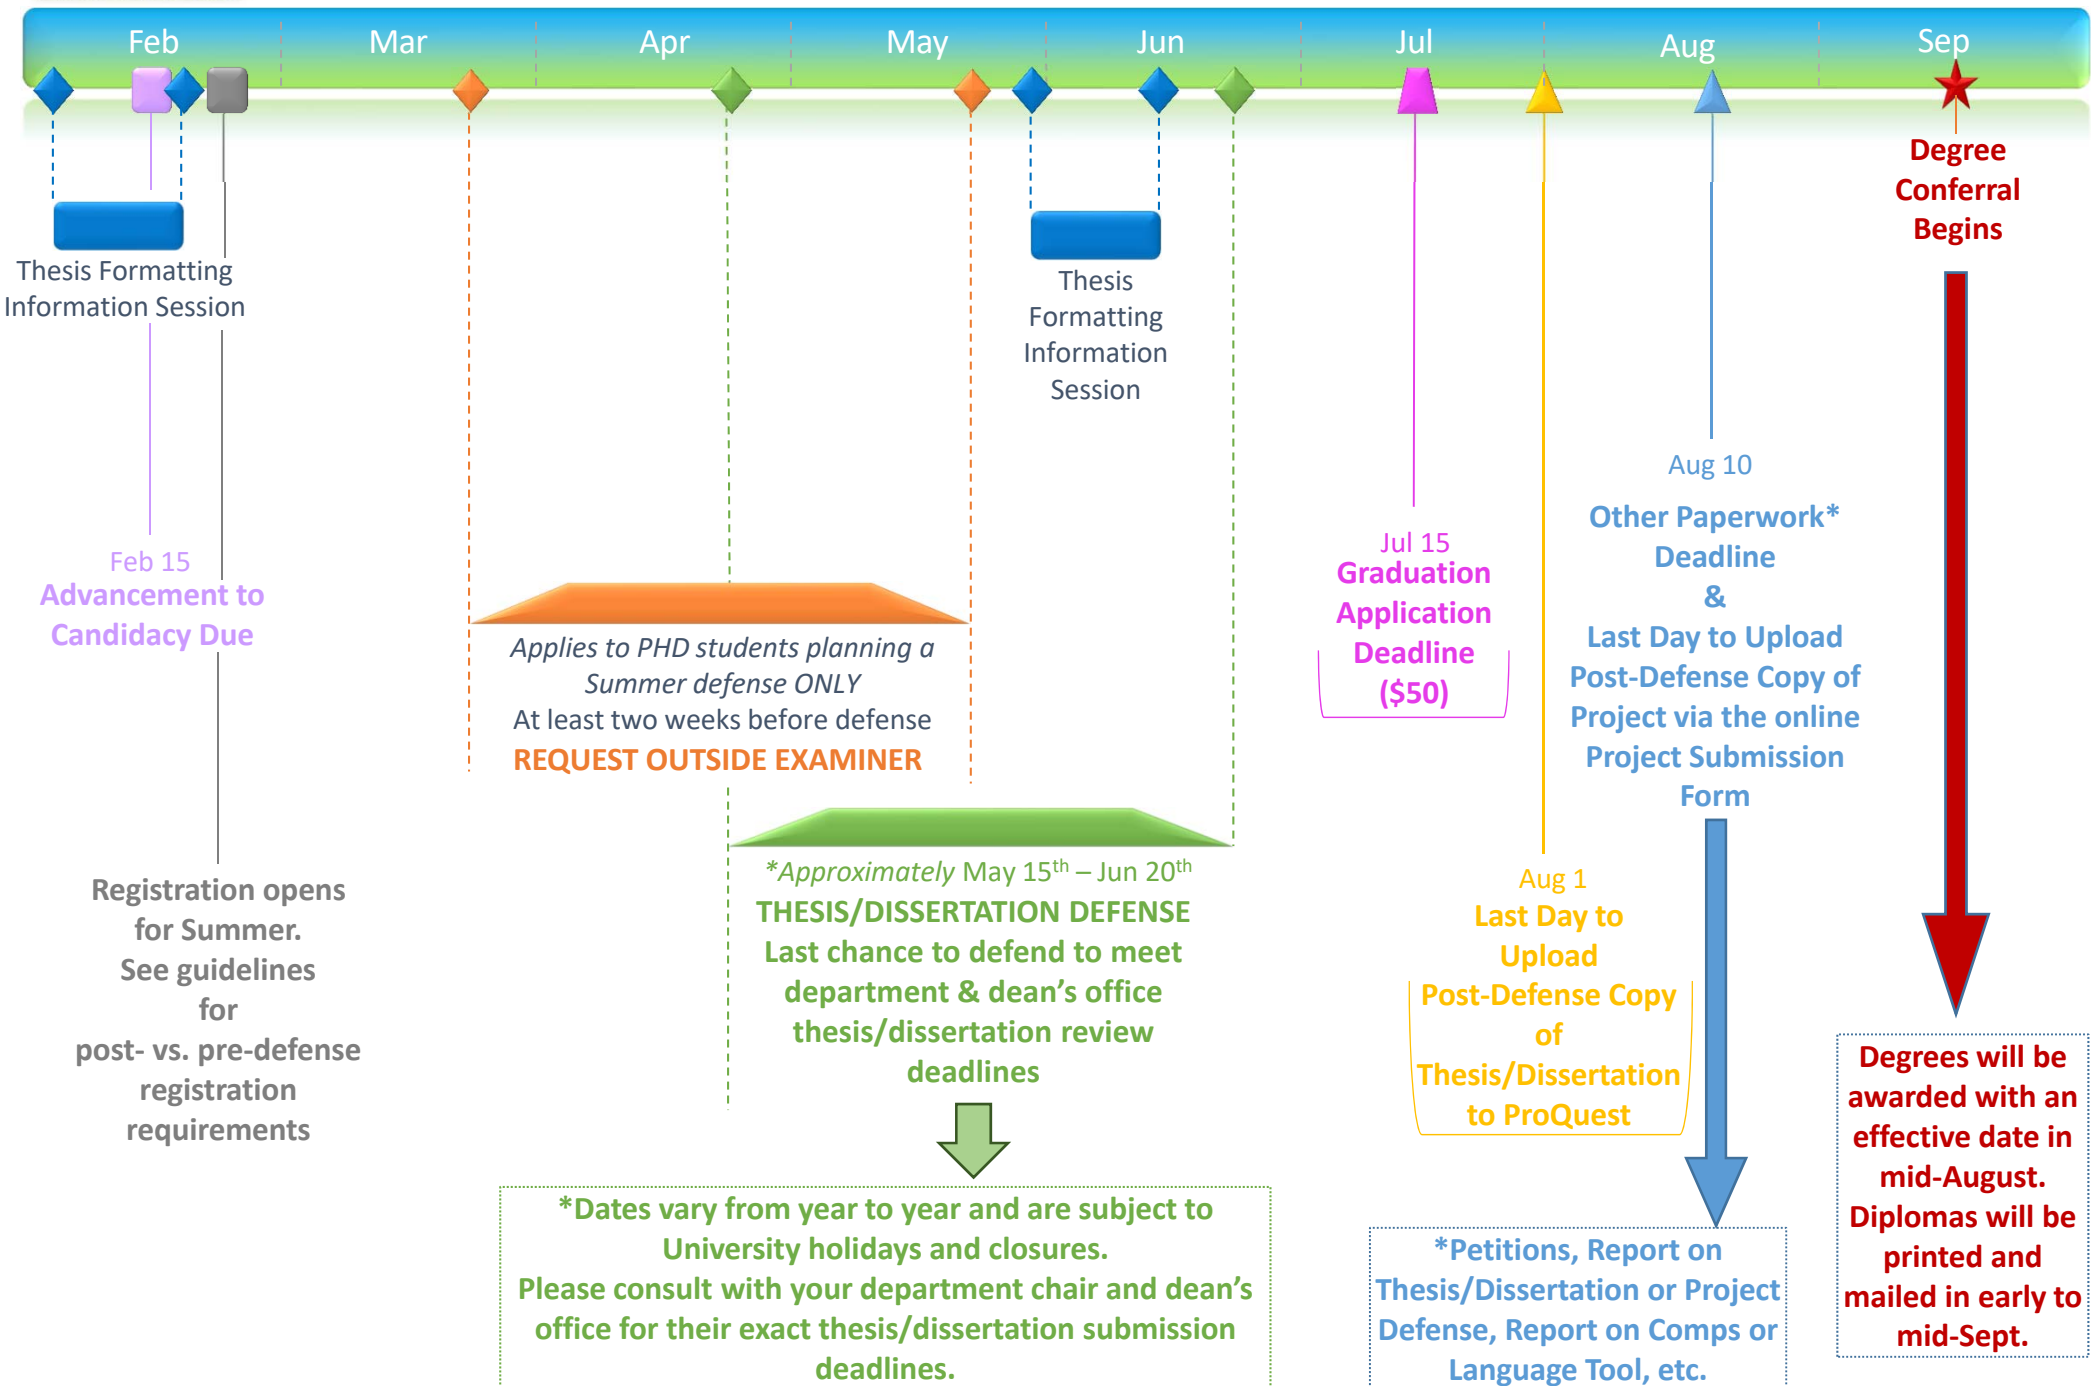 Feb
Mar
Apr
May
Jun
Jul
Aug
Sep
Thesis Formatting
Information Session
Feb 15
Advancement to
Candidacy Due
Registration opens
for Summer.
See guidelines
for
post- vs. pre-defense
registration
requirements
Applies to PHD students planning a
Summer defense ONLY
At least two weeks before defense
REQUEST OUTSIDE EXAMINER
*Approximately May 15th – Jun 20th
THESIS/DISSERTATION DEFENSE
Last chance to defend to meet
department & dean’s office
thesis/dissertation review
deadlines
*Dates vary from year to year and are subject to
University holidays and closures.
Please consult with your department chair and dean’s
office for their exact thesis/dissertation submission
deadlines.
Thesis
Formatting
Information
Session
Jul 15
Graduation
Application
Deadline
($50)
Aug 1
Last Day to
Upload
Post-Defense Copy
of
Thesis/Dissertation
to ProQuest
Aug 10
Other Paperwork*
Deadline
&
Last Day to Upload
Post-Defense Copy of
Project via the online
Project Submission
Form
*Petitions, Report on
Thesis/Dissertation or Project
Defense, Report on Comps or
Language Tool, etc.
Degree
Conferral
Begins
Degrees will be
awarded with an
effective date in
mid-August.
Diplomas will be
printed and
mailed in early to
mid-Sept.